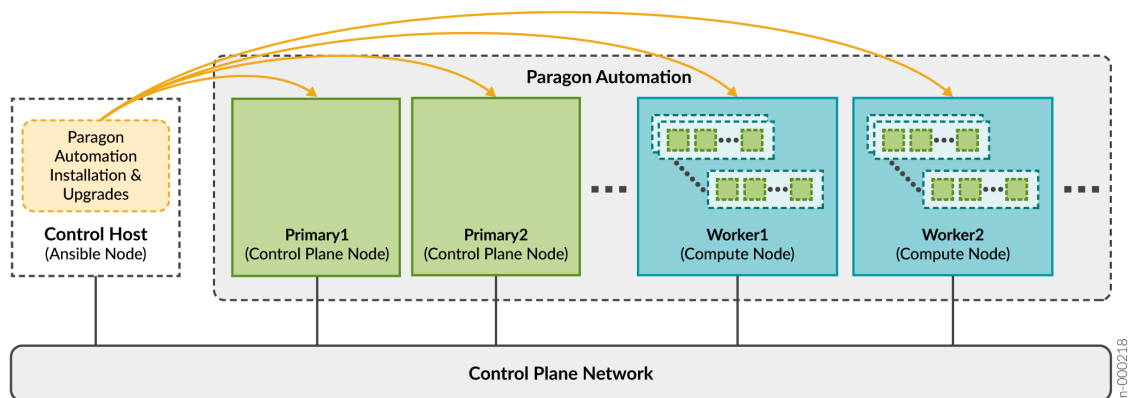 Paragon Automation
Paragon
Automation
Installation &
Upgrades
Control Host
(Ansible Node)
Primary1
(Control Plane Node)
Primary2
(Control Plane Node)
Worker1
(Compute Node)
Worker2
(Compute Node)
Control Plane Network
n-000218